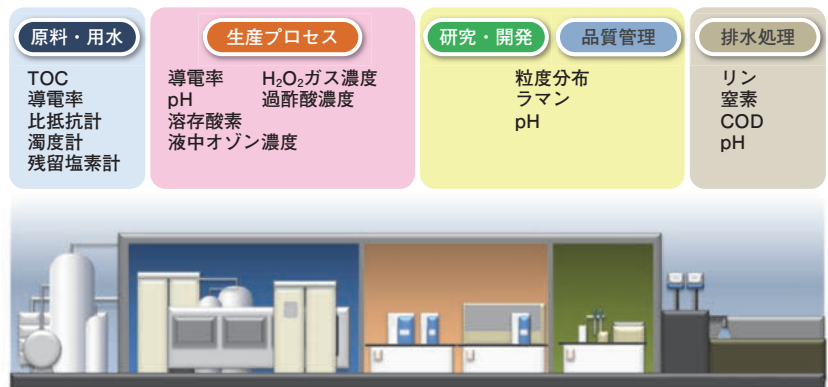 原料・用水
TOC
導電率
比抵抗計
濁度計
残留塩素計
生産プロセス
導電率 H₂O₂ガス濃度
pH 過酢酸濃度
溶存酸素
液中オゾン濃度
研究・開発 品質管理
粒度分布
ラマン
pH
排水処理
リン
窒素
COD
pH